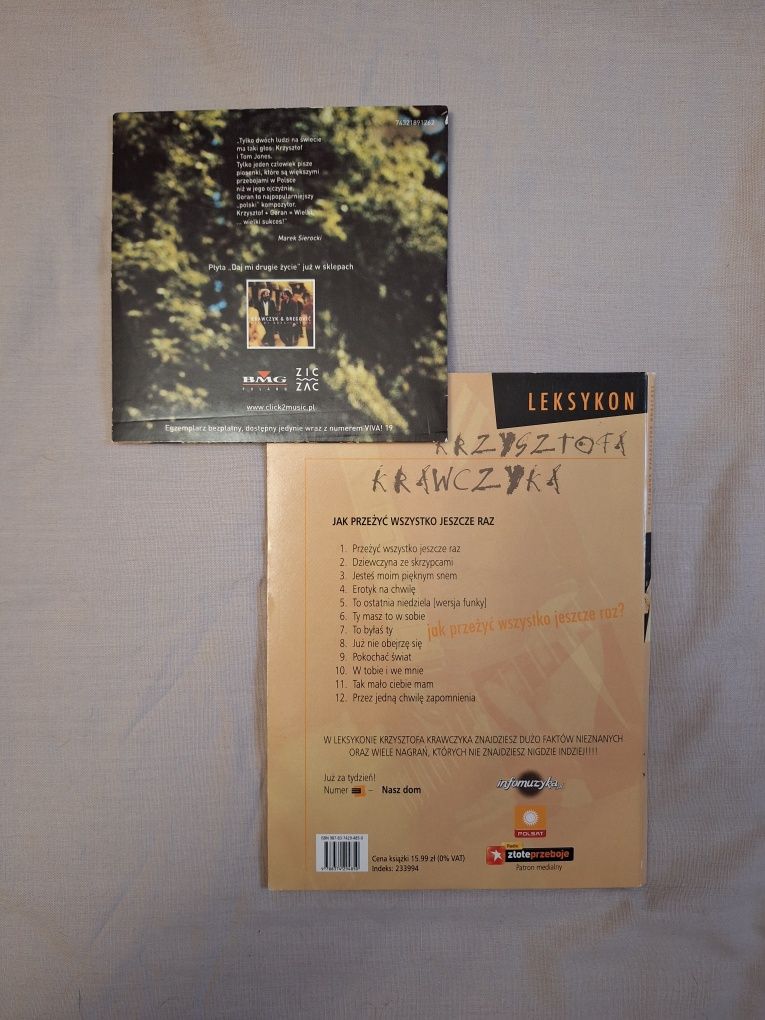 74321891262
„Tylko dwóch ludzi na świecie
ma taki głos. Krzysztof
i Tom Jones.
Tylko jeden człowiek pisze
piosenki, które są większymi
przebojami w Polsce
niż w jego ojczyźnie.
Goran to najpopularniejszy
„polski" kompozytor.
Krzysztof + Goran = Wielki,
... wielki sukces!"
Marek Sierocki
Płyta „Daj mi drugie życie" już w sklepach
KRAWCZYK & BREGOVIĆ
BMG
POLAND
ZIC
ZAC
www.click2music.pl
Egzemplarz bezpłatny, dostępny jedynie wraz z numerem VIVA! 19
LEKSYKON
KRZYSZTOFA
KRAWCZYKA
JAK PRZEŻYĆ WSZYSTKO JESZCZE RAZ
1. Przeżyć wszystko jeszcze raz
2. Dziewczyna ze skrzypcami
3. Jesteś moim pięknym snem
4. Erotyk na chwilę
5. To ostatnia niedziela [wersja funky]
6. Ty masz to w sobie
7. To byłaś ty
8. Już nie obejrzę się
9. Pokochać świat
10. W tobie i we mnie
11. Tak mało ciebie mam
12. Przez jedną chwilę zapomnienia
jak przeżyć wszystko jeszcze raz?
W LEKSYKONIE KRZYSZTOFA KRAWCZYKA ZNAJDZIESZ DUŻO FAKTÓW NIEZNANYCH
ORAZ WIELE NAGRAŃ, KTÓRYCH NIE ZNAJDZIESZ NIGDZIE INDZIEJ!!!!
Już za tydzień!
Numer – Nasz dom
infomuzyka.pl
POLSAT
Radio
złoteprzeboje
Patron medialny
Cena książki 15.99 zł (0% VAT)
Indeks: 233994